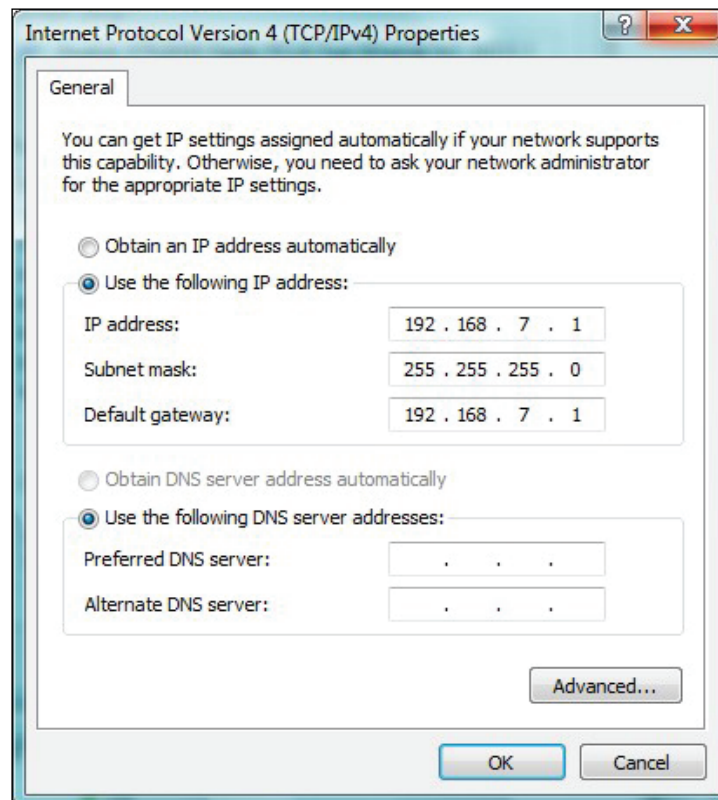 Internet Protocol Version 4 (TCP/IPv4) Properties
? X
General
You can get IP settings assigned automatically if your network supports
this capability. Otherwise, you need to ask your network administrator
for the appropriate IP settings.
Obtain an IP address automatically
Use the following IP address:
IP address: 192 . 168 . 7 . 1
Subnet mask: 255 . 255 . 255 . 0
Default gateway: 192 . 168 . 7 . 1
Obtain DNS server address automatically
Use the following DNS server addresses:
Preferred DNS server: . . .
Alternate DNS server: . . .
Advanced...
OK Cancel